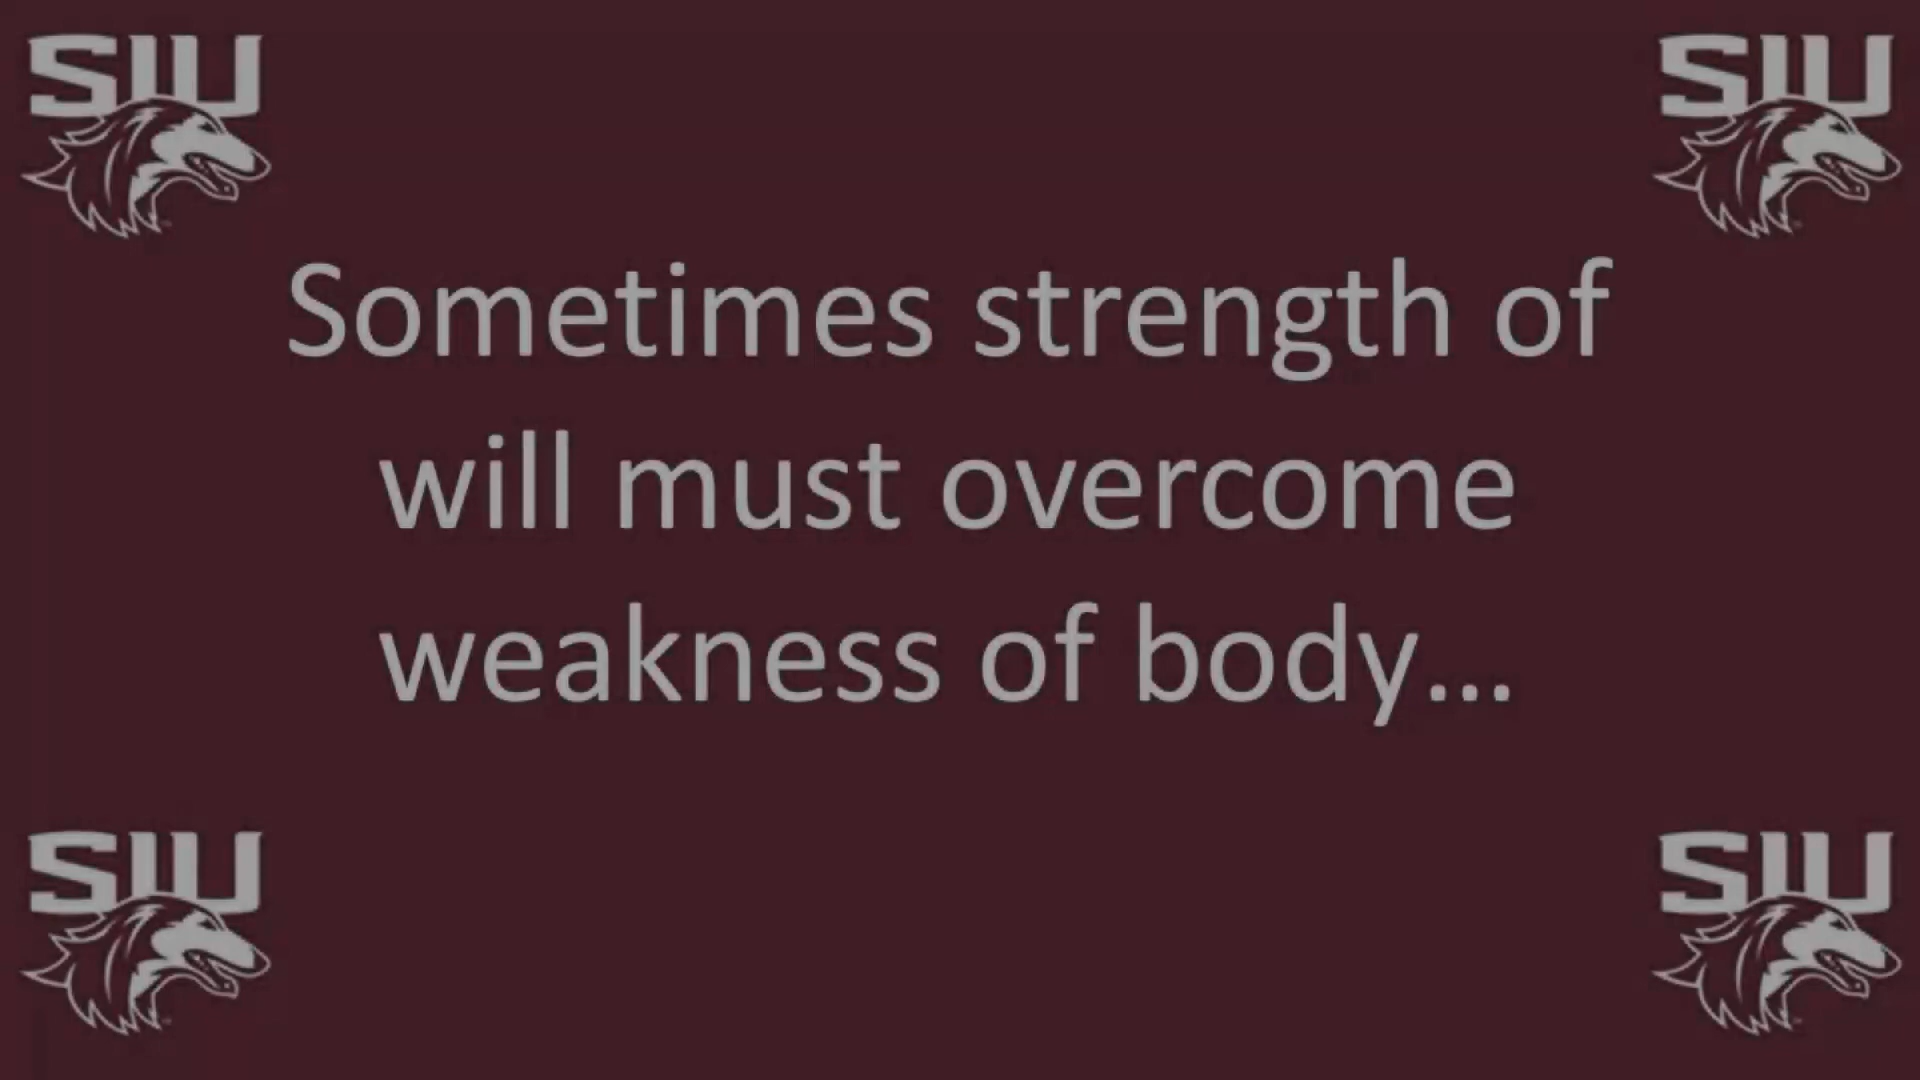 SIU
SIU
Sometimes strength of
will must overcome
weakness of body...
SIU
SIU